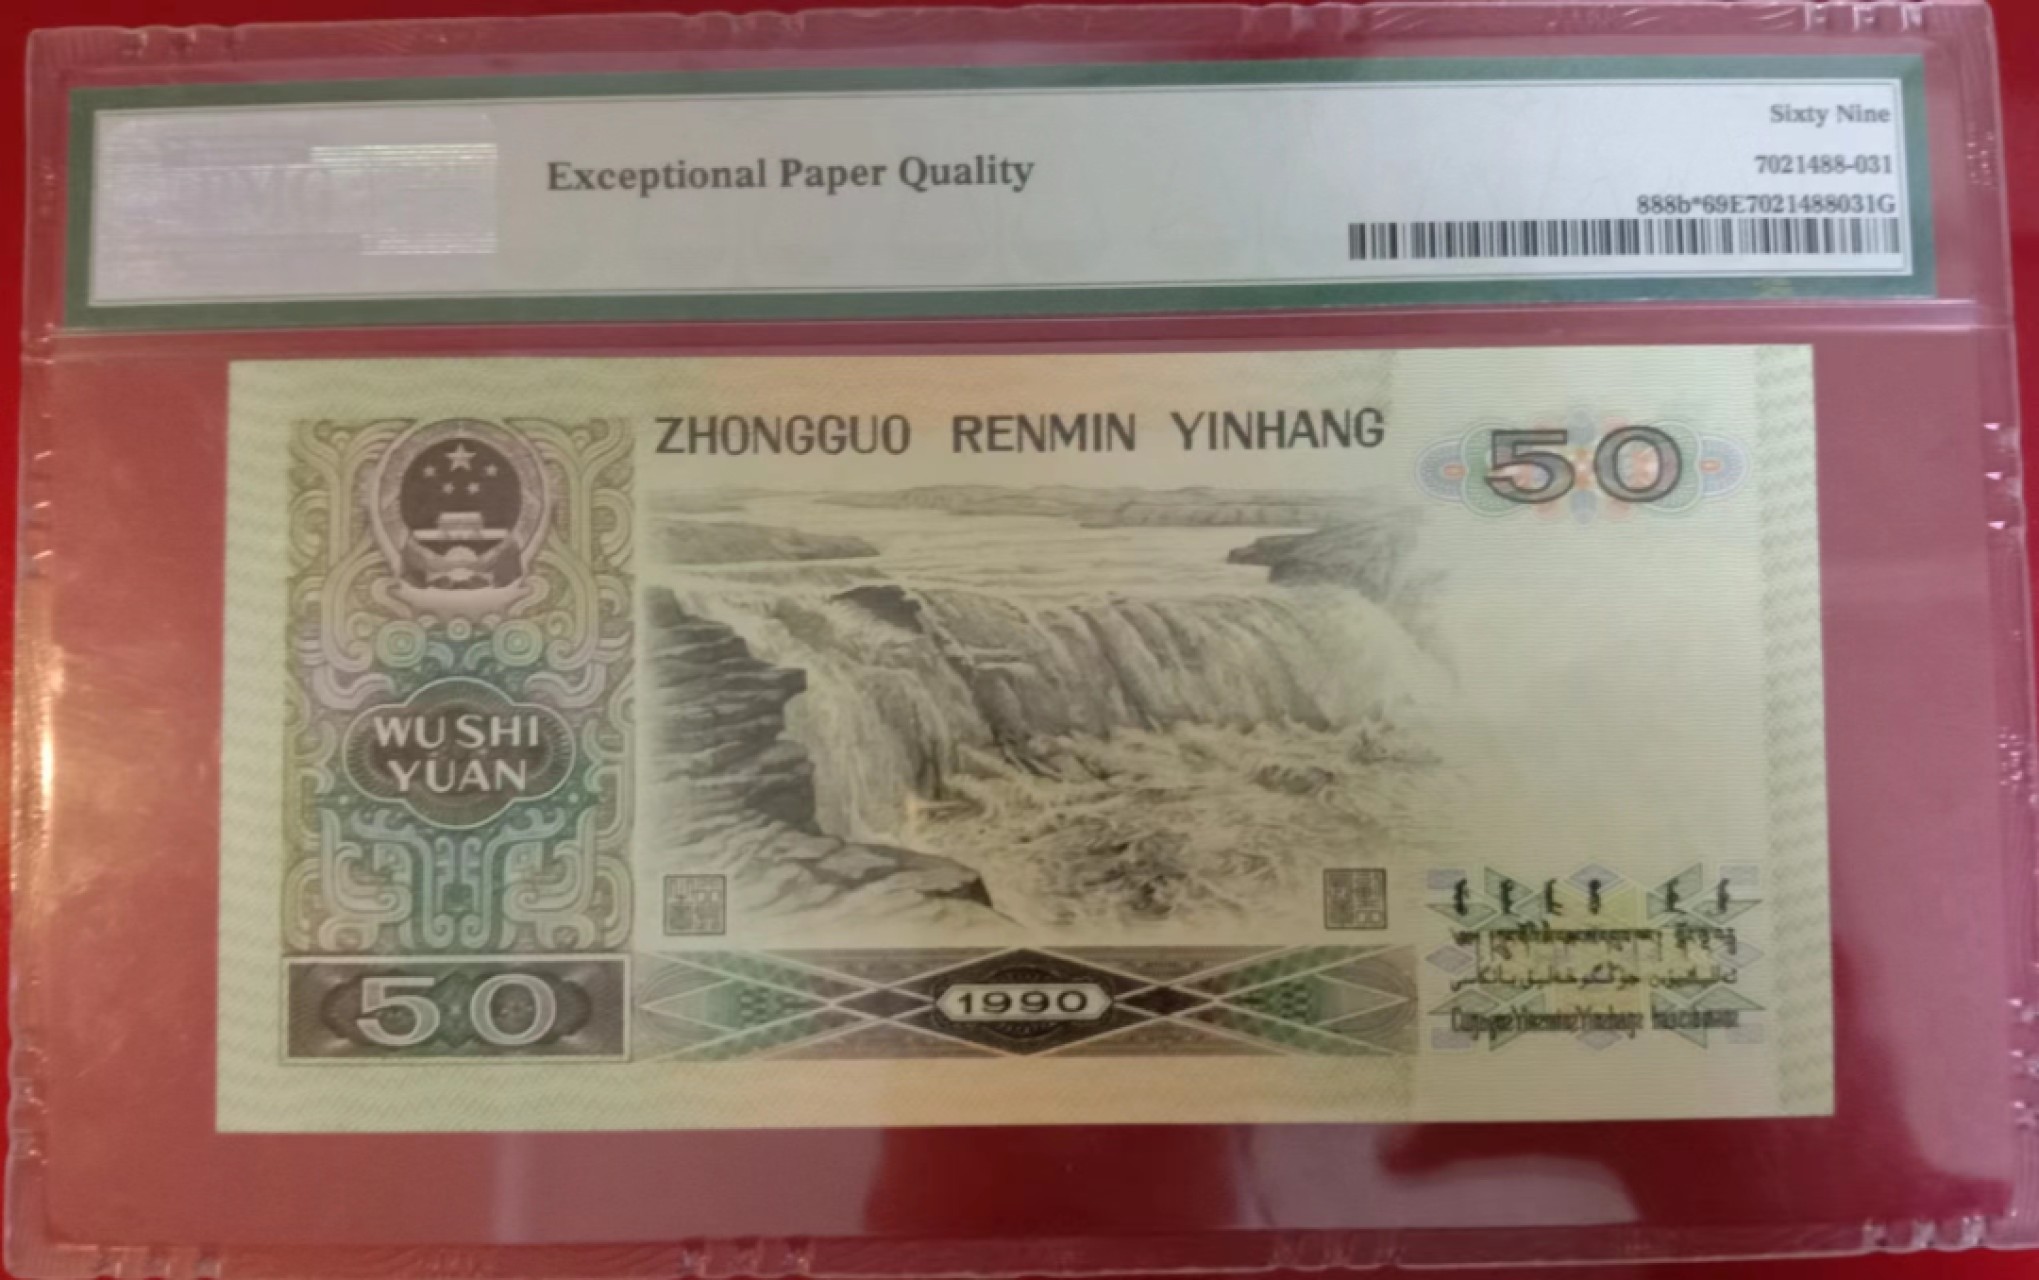 Sixty Nine
Exceptional Paper Quality
7021488-031
888b*69E7021488031G
ZHONGGUO RENMIN YINHANG
50
WU SHI
YUAN
50
1990